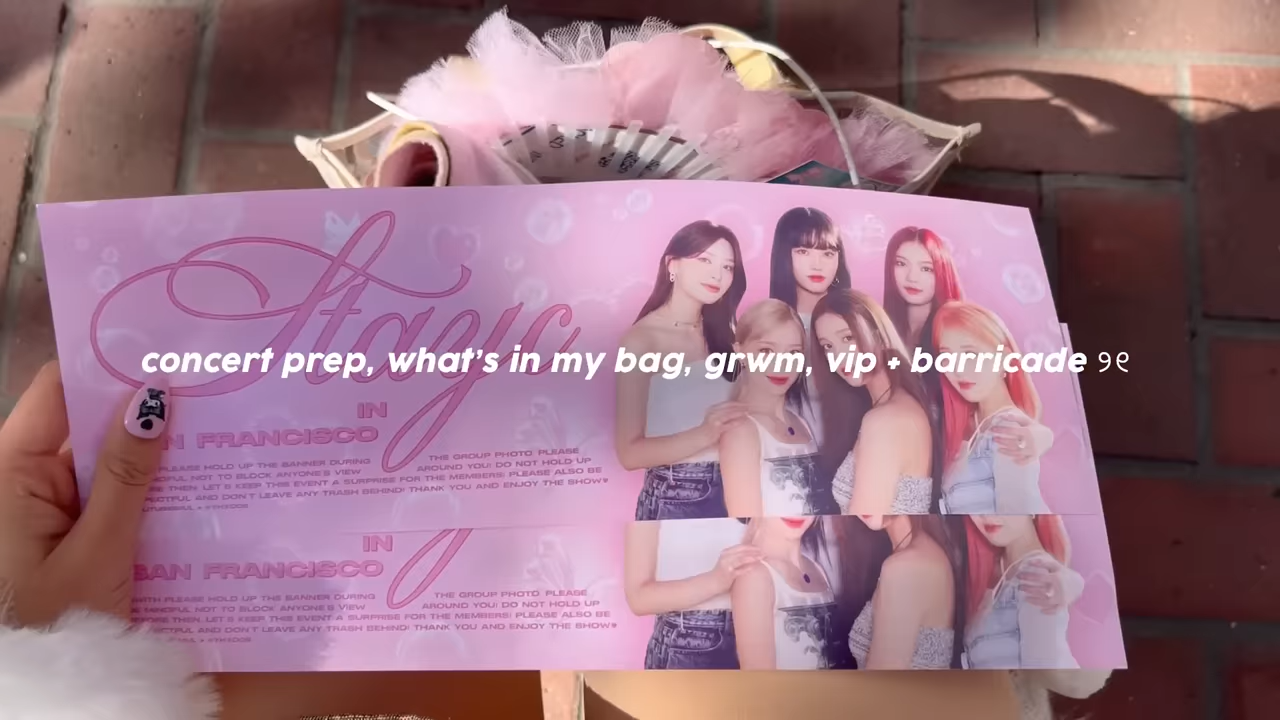 Stayc
concert prep, what's in my bag, grwm, vip + barricade ୨୧
IN
SAN FRANCISCO
PLEASE HOLD UP THE BANNER DURING
THE GROUP PHOTO. PLEASE
MINDFUL NOT TO BLOCK ANYONE'S VIEW
AROUND YOU! DO NOT HOLD UP
THEN. LET'S KEEP THIS EVENT A SURPRISE FOR THE MEMBERS! PLEASE ALSO BE
AND DON'T LEAVE ANY TRASH BEHIND! THANK YOU AND ENJOY THE SHOW♥
IN
SAN FRANCISCO
HOLD UP THE BANNER DURING
THE GROUP PHOTO. PLEASE
BE MINDFUL NOT TO BLOCK ANYONE'S VIEW
AROUND YOU! DO NOT HOLD UP
BEFORE THEN. LET'S KEEP THIS EVENT A SURPRISE FOR THE MEMBERS! PLEASE ALSO BE
AND DON'T LEAVE ANY TRASH BEHIND! THANK YOU AND ENJOY THE SHOW♥